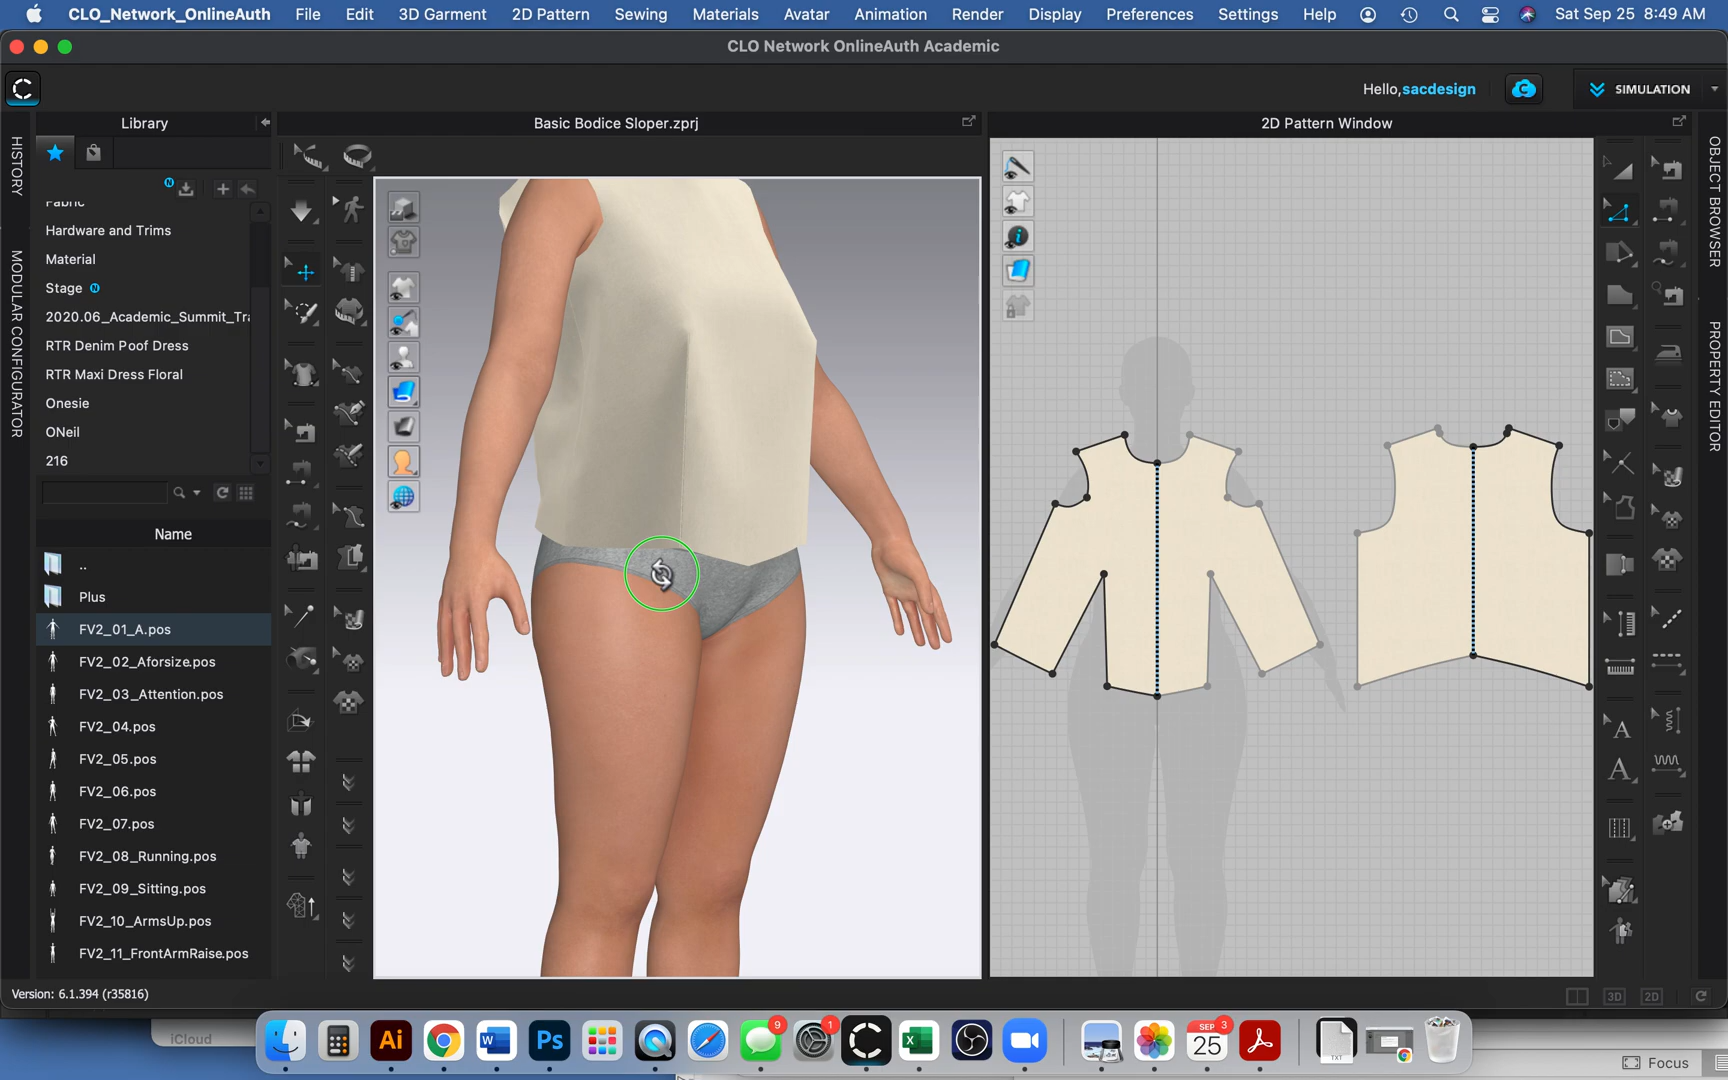 CLO_Network_OnlineAuth File Edit 3D Garment 2D Pattern Sewing Materials Avatar Animation Render Display Preferences Settings Help Sat Sep 25 8:49 AM
CLO Network OnlineAuth Academic
Hello,sacdesign SIMULATION
Library
Basic Bodice Sloper.zprj
2D Pattern Window
HISTORY
MODULAR CONFIGURATOR
OBJECT BROWSER
PROPERTY EDITOR
N
Fabric
Hardware and Trims
Material
Stage N
2020.06_Academic_Summit_Tra
RTR Denim Poof Dress
RTR Maxi Dress Floral
Onesie
ONeil
216
Name
..
Plus
FV2_01_A.pos
FV2_02_Aforsize.pos
FV2_03_Attention.pos
FV2_04.pos
FV2_05.pos
FV2_06.pos
FV2_07.pos
FV2_08_Running.pos
FV2_09_Sitting.pos
FV2_10_ArmsUp.pos
FV2_11_FrontArmRaise.pos
A
A
Version: 6.1.394 (r35816)
3D 2D
iCloud
Ai
W
Ps
9
1
X
SEP 3
25
TXT
Focus